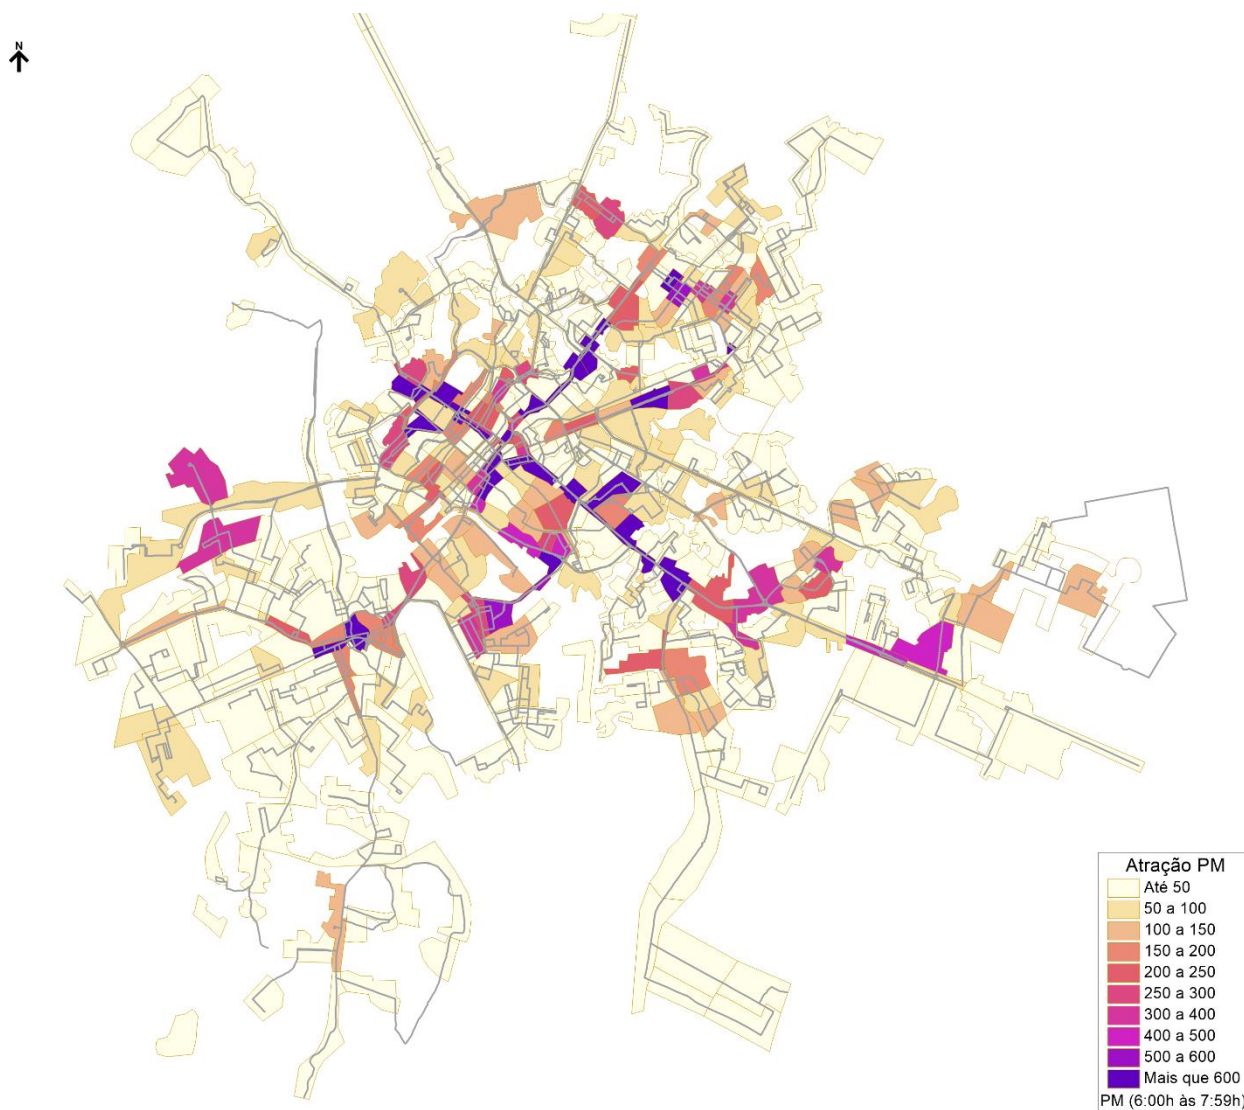 N
Atração PM
Até 50
50 a 100
100 a 150
150 a 200
200 a 250
250 a 300
300 a 400
400 a 500
500 a 600
Mais que 600
PM (6:00h às 7:59h)